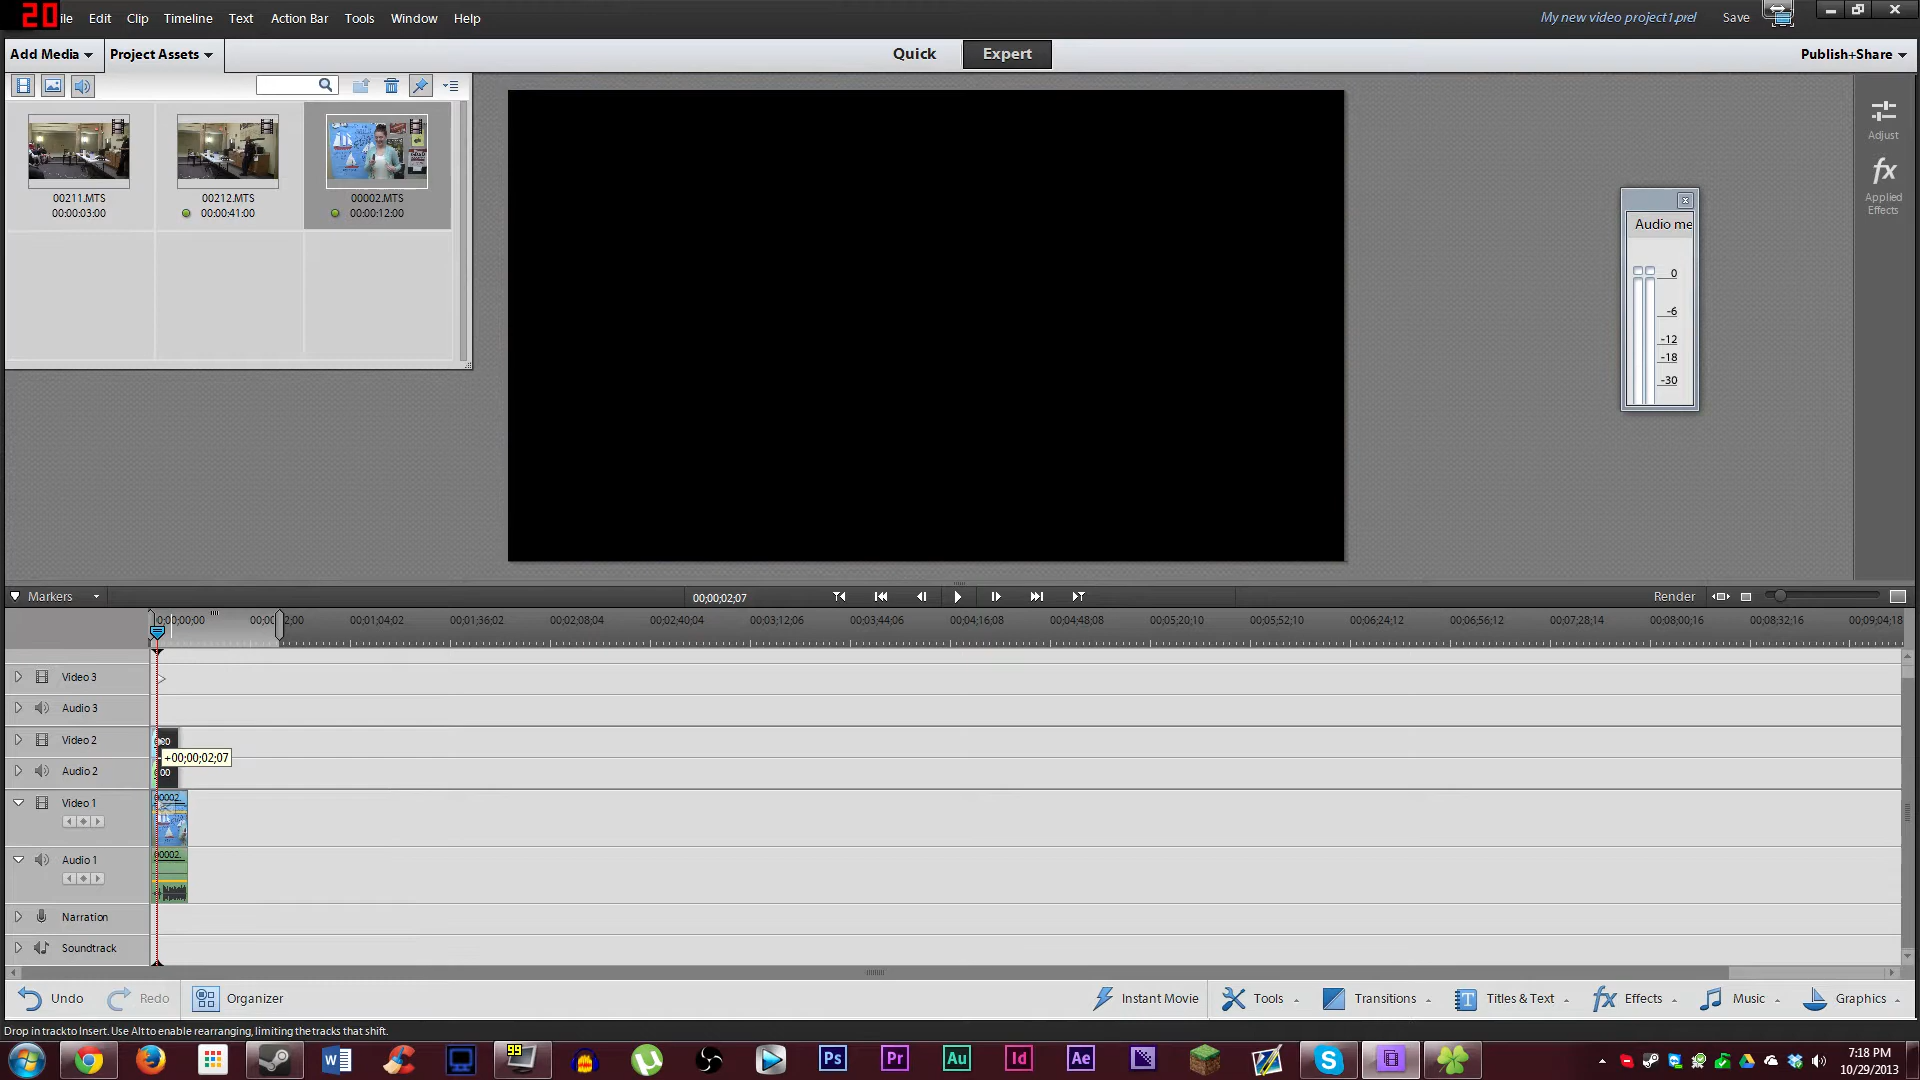 20
ile Edit Clip Timeline Text Action Bar Tools Window Help
My new video project1.prel Save
Add Media Project Assets Quick Expert Publish+Share
Adjust
fx
Applied
Effects
00211.MTS
00:00:03:00
00212.MTS
00:00:41:00
00002.MTS
00:00:12:00
Audio me
0
-6
-12
-18
-30
Markers 00;00;02;07 Render
00;00;00 00;00; 2;00 00;01;04;02 00;01;36;02 00;02;08;04 00;02;40;04 00;03;12;06 00;03;44;06 00;04;16;08 00;04;48;08 00;05;20;10 00;05;52;10 00;06;24;12 00;06;56;12 00;07;28;14 00;08;00;16 00;08;32;16 00;09;04;18
Video 3
Audio 3
Video 2
+00;00;02;07
Audio 2
00
Video 1 00002.
Audio 1 00002.
Narration
Soundtrack
Undo Redo Organizer Instant Movie Tools Transitions T Titles & Text fx Effects Music Graphics
Drop in track to Insert. Use Alt to enable rearranging, limiting the tracks that shift.
99
Ps Pr Au Id Ae
7:18 PM
10/29/2013